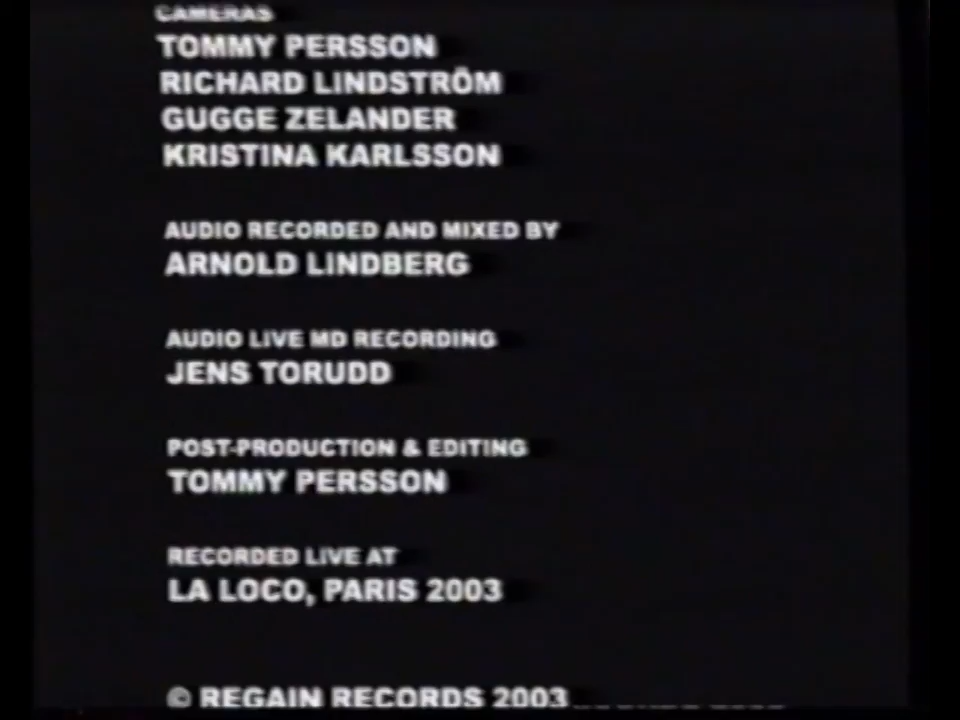 CAMERAS
TOMMY PERSSON
RICHARD LINDSTRÖM
GUGGE ZELANDER
KRISTINA KARLSSON
AUDIO RECORDED AND MIXED BY
ARNOLD LINDBERG
AUDIO LIVE MD RECORDING
JENS TORUDD
POST-PRODUCTION & EDITING
TOMMY PERSSON
RECORDED LIVE AT
LA LOCO, PARIS 2003
© REGAIN RECORDS 2003